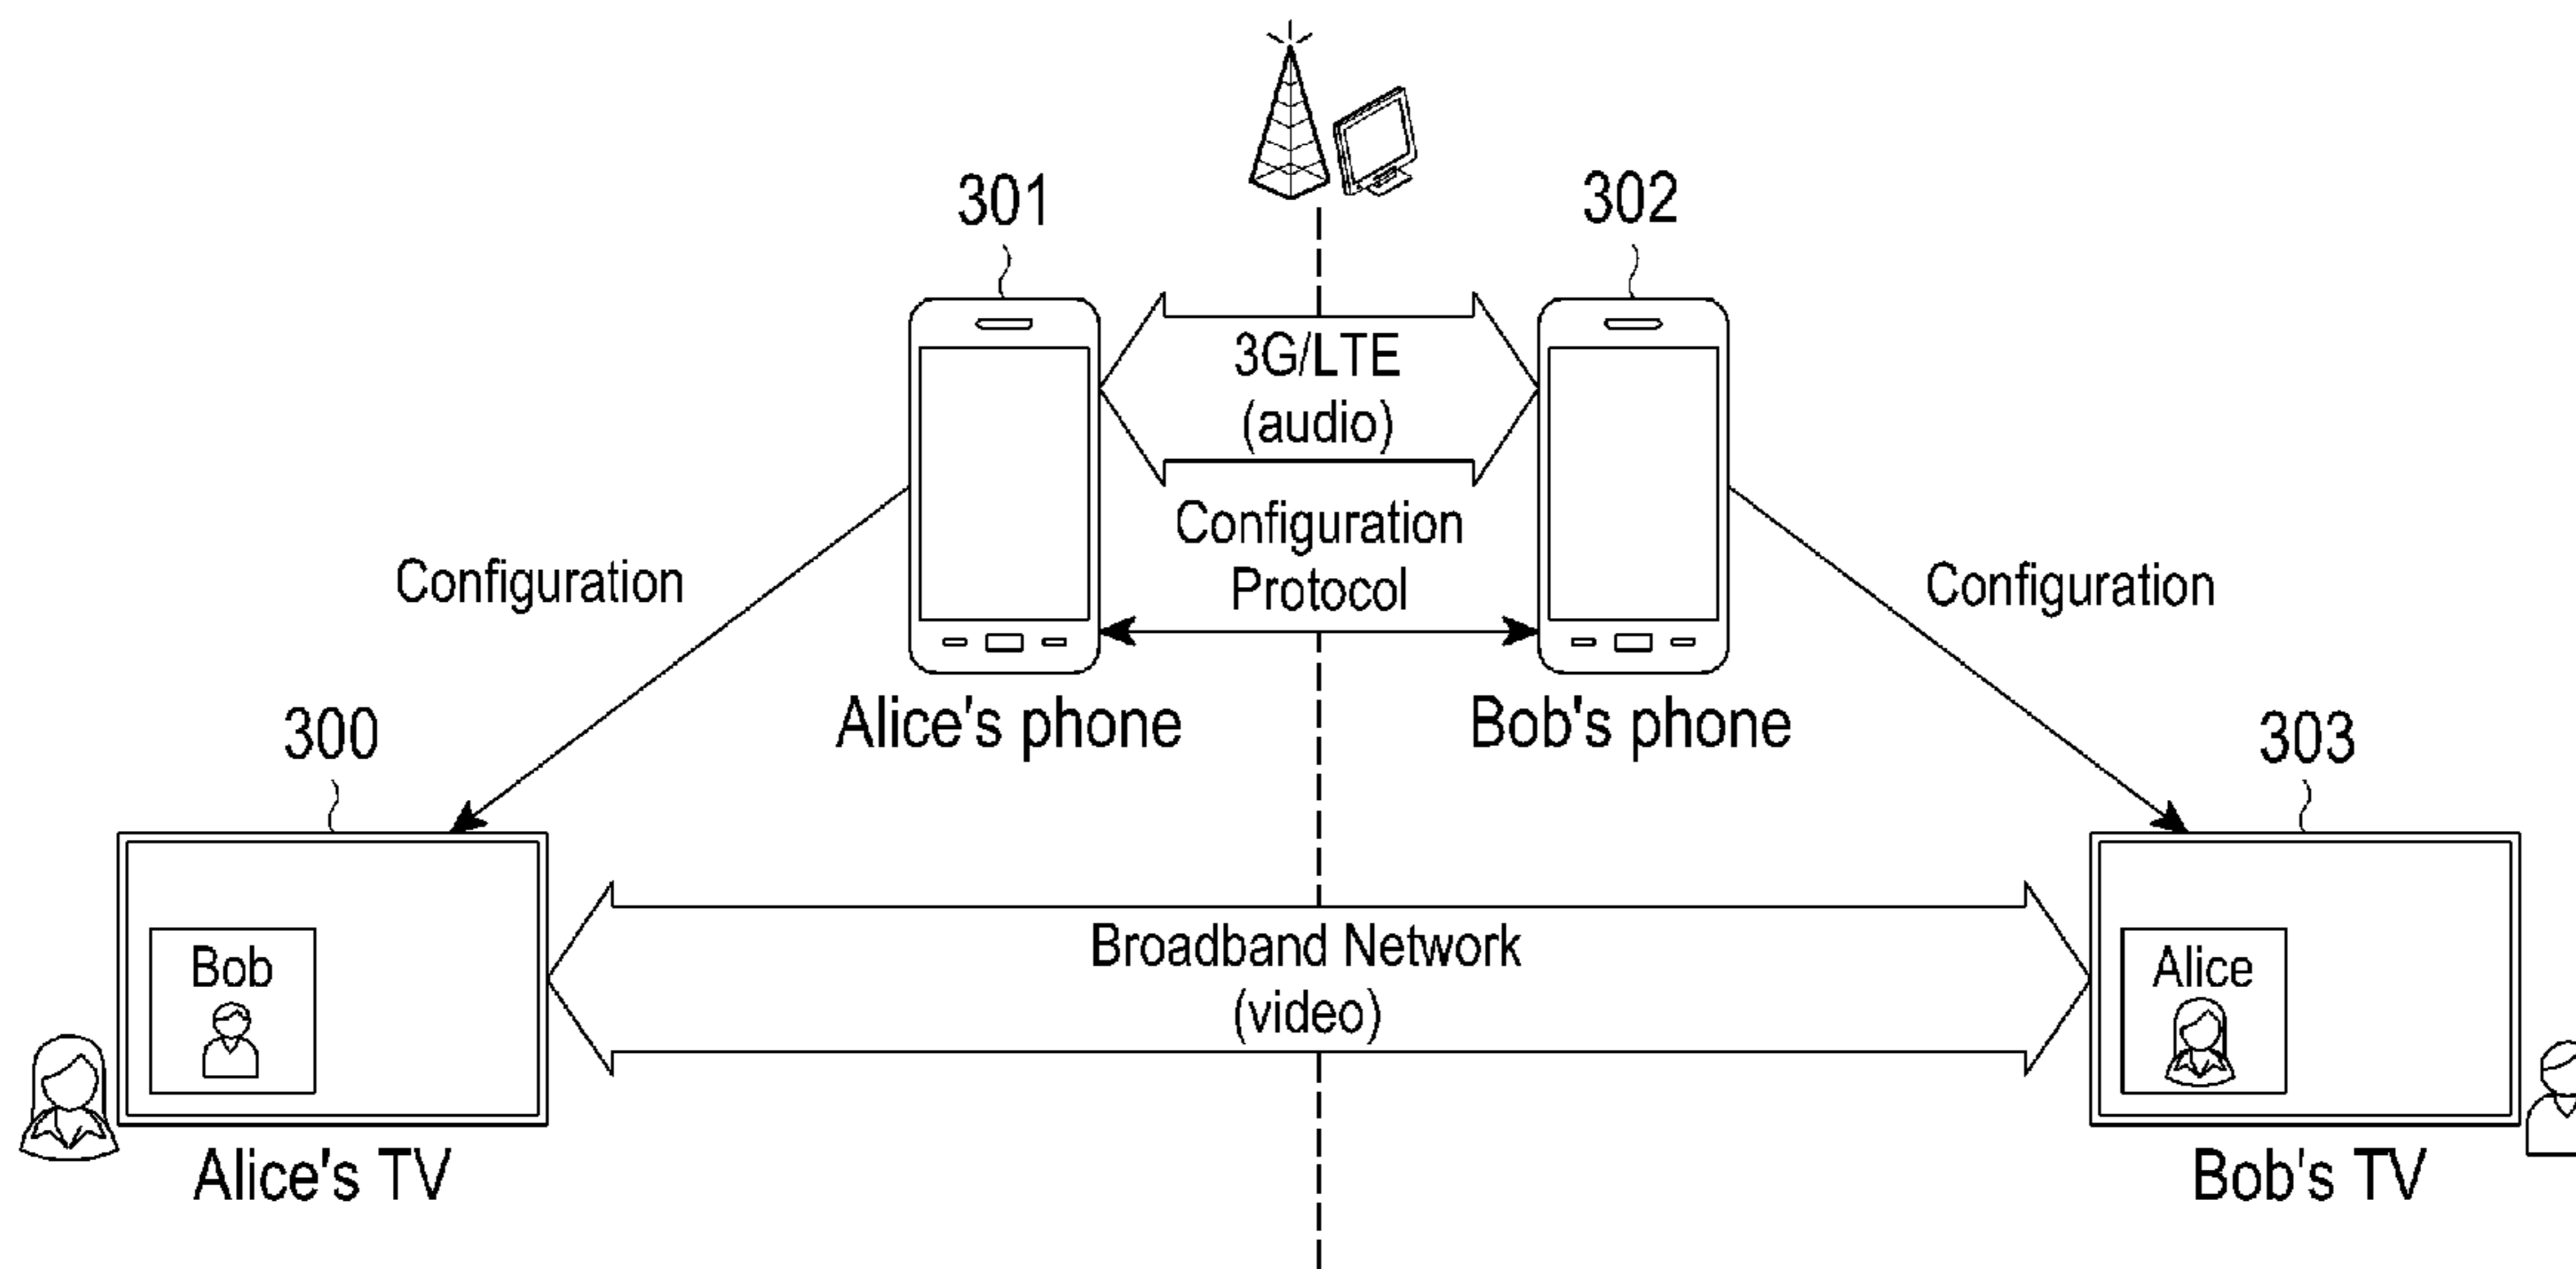 301
302
3G/LTE
(audio)
Configuration
Protocol
Configuration
Configuration
Alice's phone
Bob's phone
300
303
Broadband Network
(video)
Bob
Alice
Alice's TV
Bob's TV